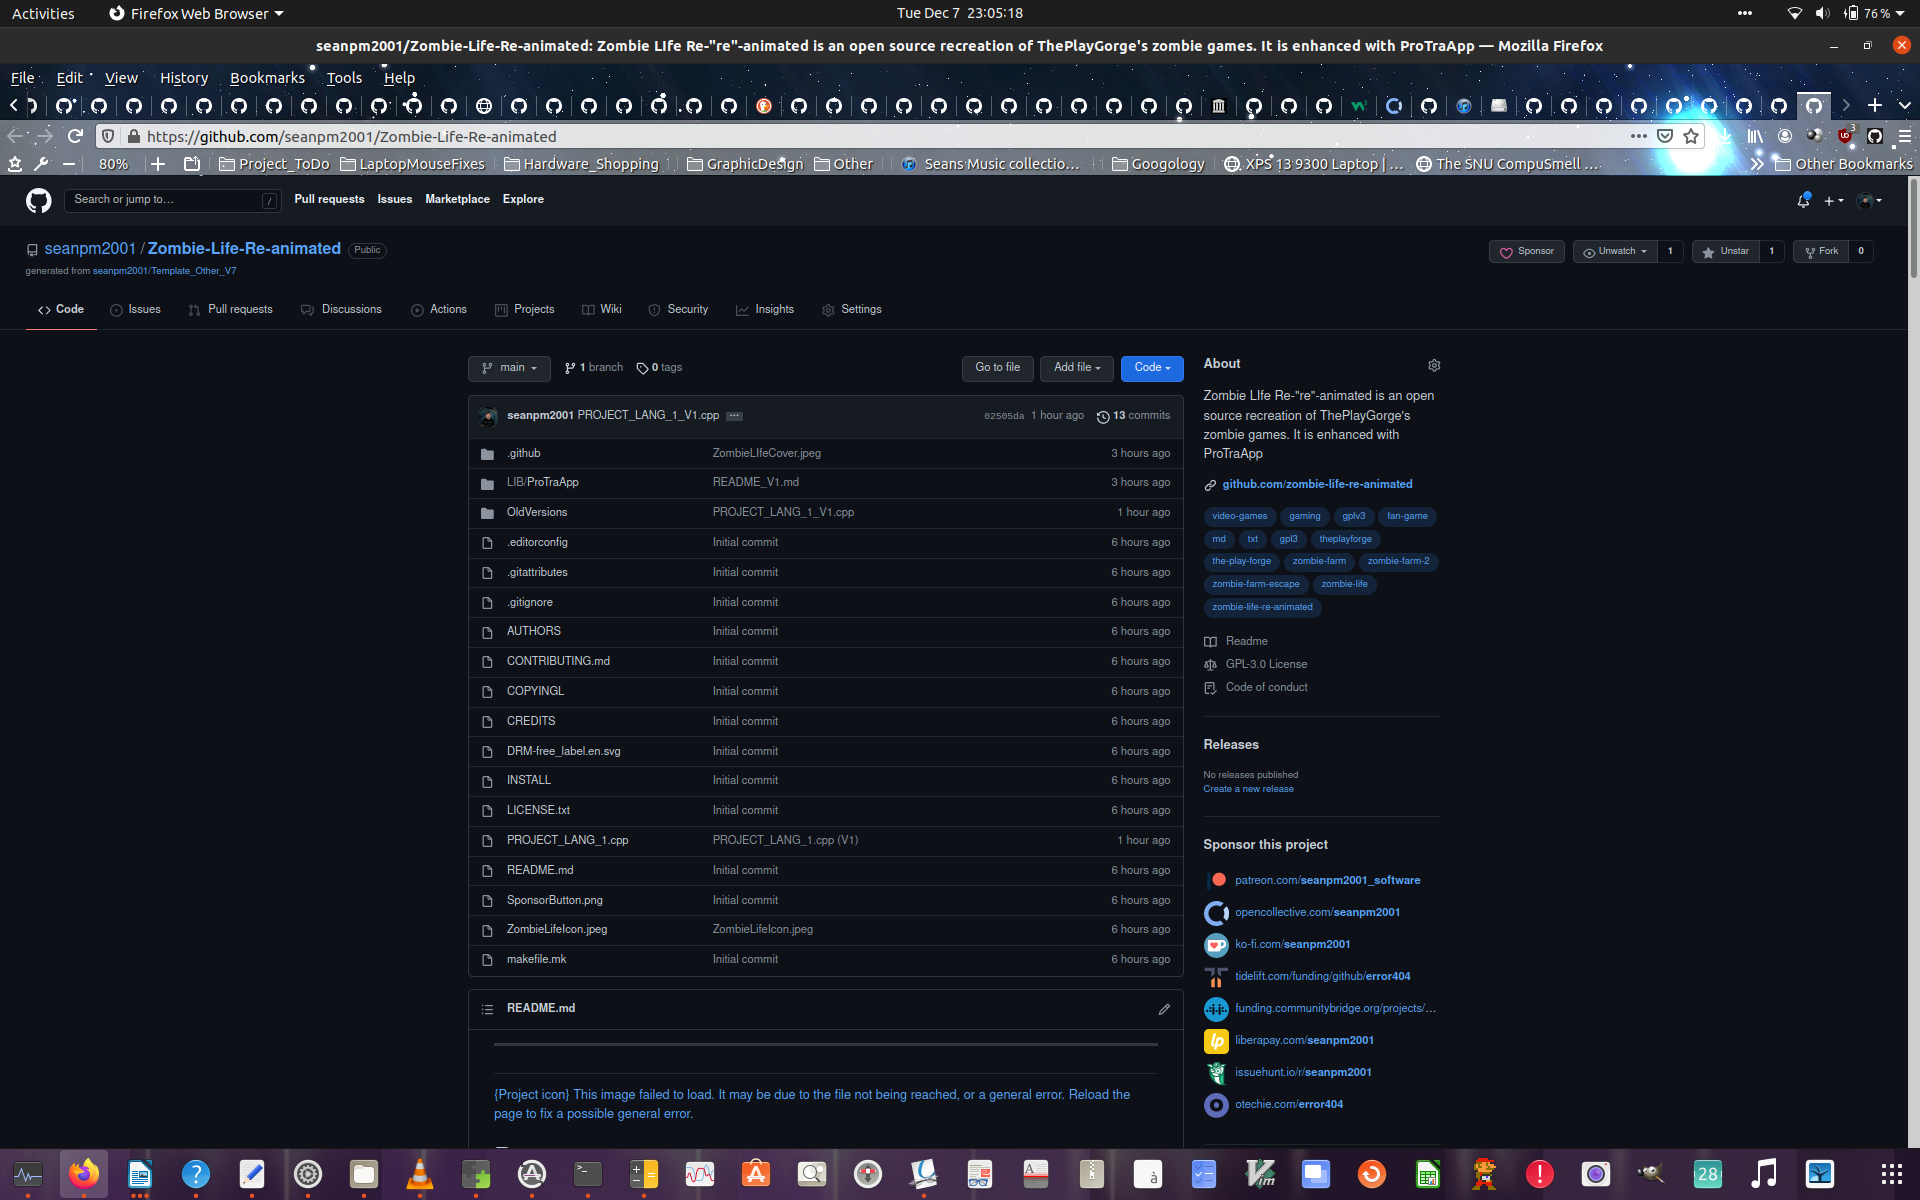 Activities
Firefox Web Browser
Tue Dec 7 23:05:18
76 %
seanpm2001/Zombie-Life-Re-animated: Zombie LIfe Re-"re"-animated is an open source recreation of ThePlayGorge's zombie games. It is enhanced with ProTraApp — Mozilla Firefox
File Edit View History Bookmarks Tools Help
https://github.com/seanpm2001/Zombie-Life-Re-animated
3
80%
Project_ToDo
LaptopMouseFixes
Hardware_Shopping
GraphicDesign
Other
Seans Music collectio...
Googology
XPS 13 9300 Laptop | ...
The SNU CompuSmell ...
Other Bookmarks
Search or jump to...
/
Pull requests Issues Marketplace Explore
seanpm2001 / Zombie-Life-Re-animated Public
generated from seanpm2001/Template_Other_V7
Sponsor
Unwatch 1
Unstar 1
Fork 0
Code
Issues
Pull requests
Discussions
Actions
Projects
Wiki
Security
Insights
Settings
main
1 branch
0 tags
Go to file
Add file
Code
seanpm2001 PROJECT_LANG_1_V1.cpp ...
02505da 1 hour ago
13 commits
.github ZombieLIfeCover.jpeg 3 hours ago
LIB/ProTraApp README_V1.md 3 hours ago
OldVersions PROJECT_LANG_1_V1.cpp 1 hour ago
.editorconfig Initial commit 6 hours ago
.gitattributes Initial commit 6 hours ago
.gitignore Initial commit 6 hours ago
AUTHORS Initial commit 6 hours ago
CONTRIBUTING.md Initial commit 6 hours ago
COPYINGL Initial commit 6 hours ago
CREDITS Initial commit 6 hours ago
DRM-free_label.en.svg Initial commit 6 hours ago
INSTALL Initial commit 6 hours ago
LICENSE.txt Initial commit 6 hours ago
PROJECT_LANG_1.cpp PROJECT_LANG_1.cpp (V1) 1 hour ago
README.md Initial commit 6 hours ago
SponsorButton.png Initial commit 6 hours ago
ZombieLifeIcon.jpeg ZombieLifeIcon.jpeg 6 hours ago
makefile.mk Initial commit 6 hours ago
README.md
{Project icon} This image failed to load. It may be due to the file not being reached, or a general error. Reload the
page to fix a possible general error.
About
Zombie LIfe Re-"re"-animated is an open
source recreation of ThePlayGorge's
zombie games. It is enhanced with
ProTraApp
github.com/zombie-life-re-animated
video-games gaming gplv3 fan-game
md txt gpl3 theplayforge
the-play-forge zombie-farm zombie-farm-2
zombie-farm-escape zombie-life
zombie-life-re-animated
Readme
GPL-3.0 License
Code of conduct
Releases
No releases published
Create a new release
Sponsor this project
patreon.com/seanpm2001_software
opencollective.com/seanpm2001
ko-fi.com/seanpm2001
tidelift.com/funding/github/error404
funding.communitybridge.org/projects/...
liberapay.com/seanpm2001
issuehunt.io/r/seanpm2001
otechie.com/error404
28